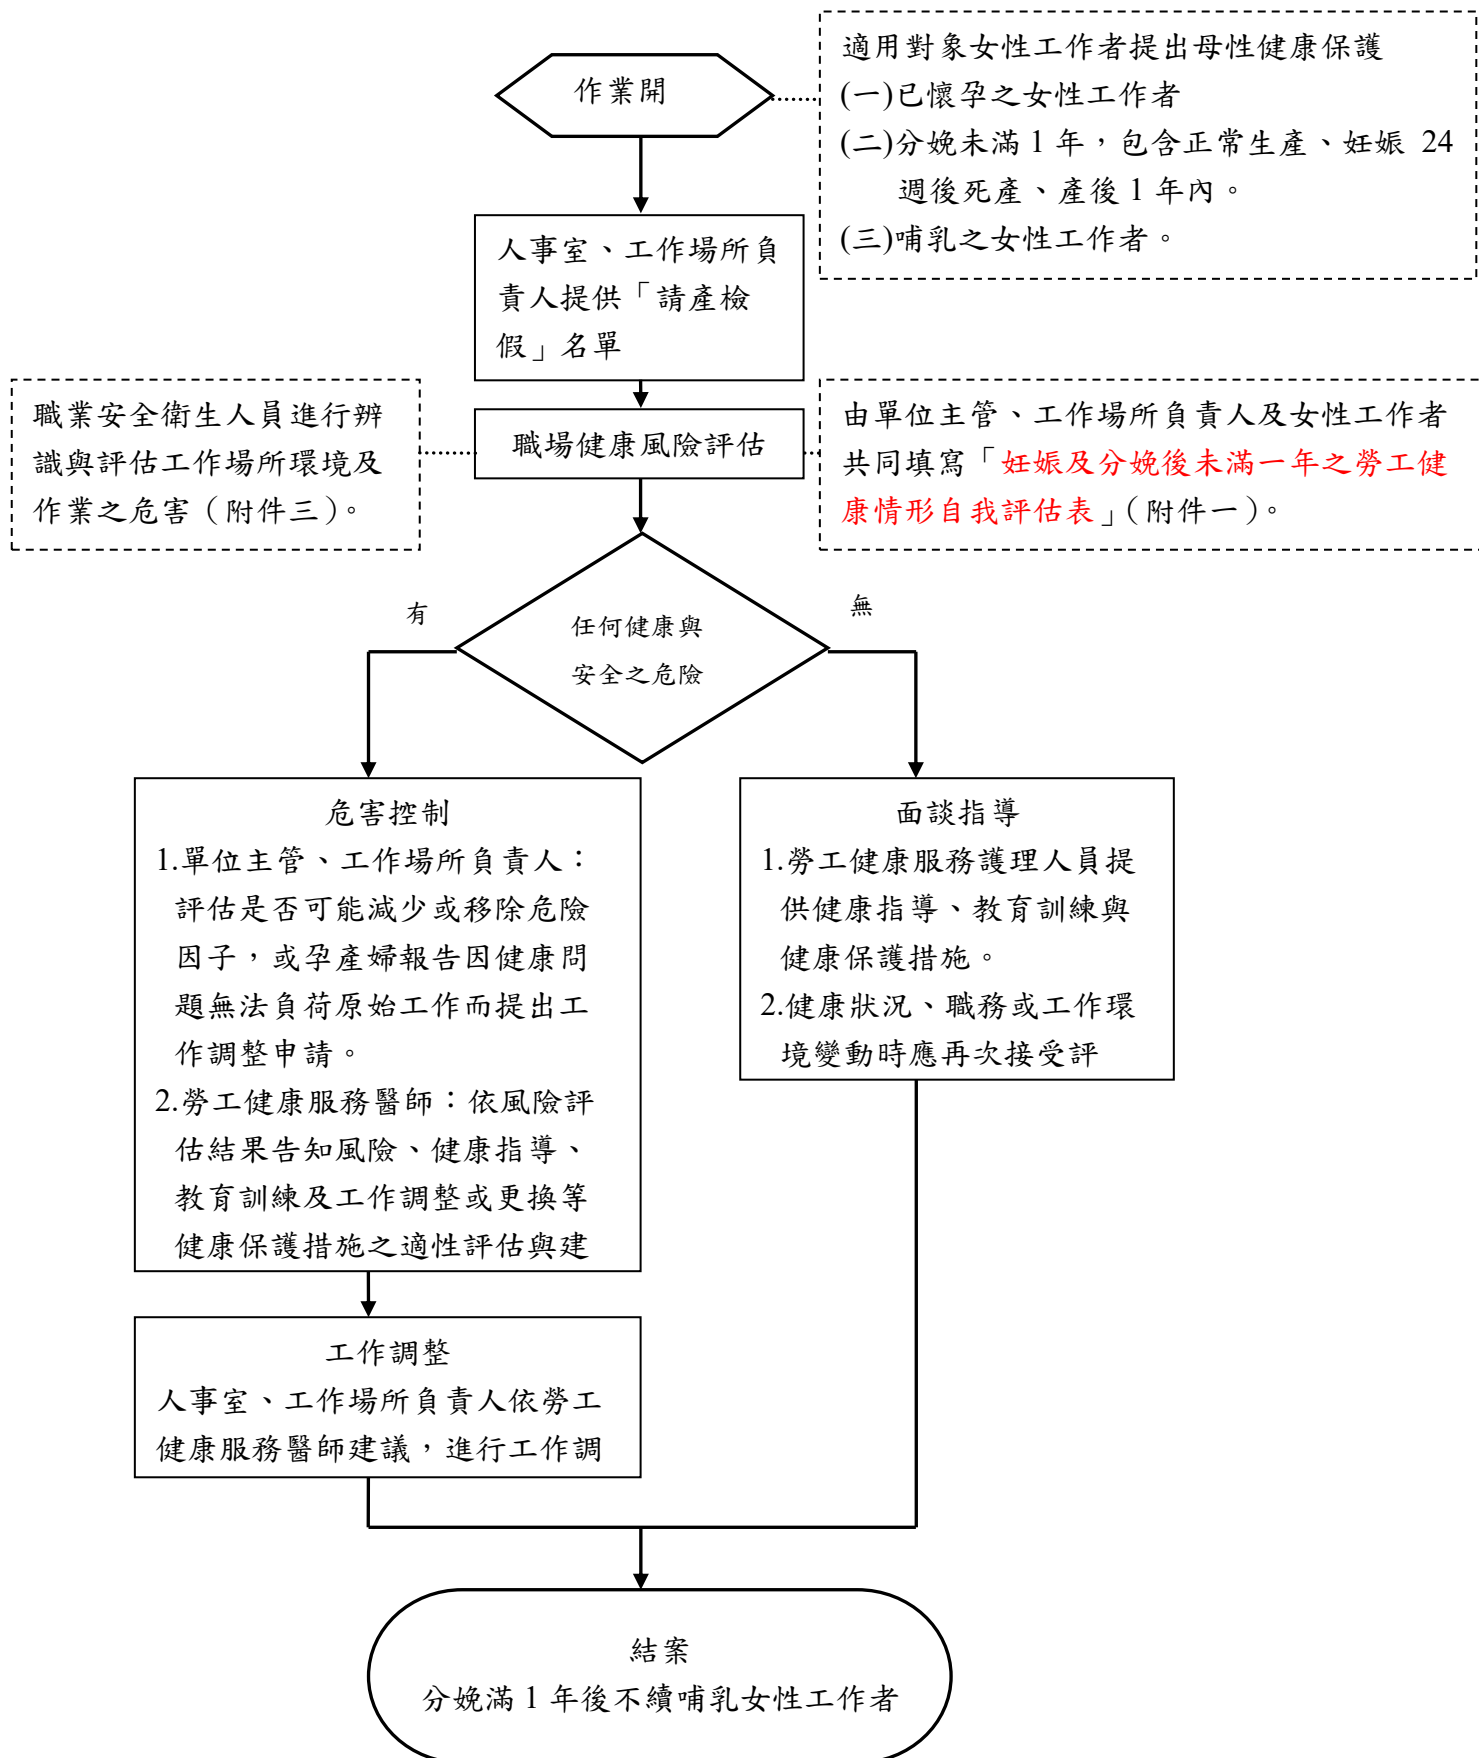 作業開
適用對象女性工作者提出母性健康保護
(一)已懷孕之女性工作者
(二)分娩未滿 1 年，包含正常生產、妊娠 24
週後死產、產後 1 年內。
(三)哺乳之女性工作者。
人事室、工作場所負
責人提供「請產檢
假」名單
職業安全衛生人員進行辨
識與評估工作場所環境及
作業之危害（附件三）。
職場健康風險評估
由單位主管、工作場所負責人及女性工作者
共同填寫「妊娠及分娩後未滿一年之勞工健
康情形自我評估表」（附件一）。
有
任何健康與
安全之危險
無
危害控制
1.單位主管、工作場所負責人：
評估是否可能減少或移除危險
因子，或孕產婦報告因健康問
題無法負荷原始工作而提出工
作調整申請。
2.勞工健康服務醫師：依風險評
估結果告知風險、健康指導、
教育訓練及工作調整或更換等
健康保護措施之適性評估與建
面談指導
1.勞工健康服務護理人員提
供健康指導、教育訓練與
健康保護措施。
2.健康狀況、職務或工作環
境變動時應再次接受評
工作調整
人事室、工作場所負責人依勞工
健康服務醫師建議，進行工作調
結案
分娩滿 1 年後不續哺乳女性工作者